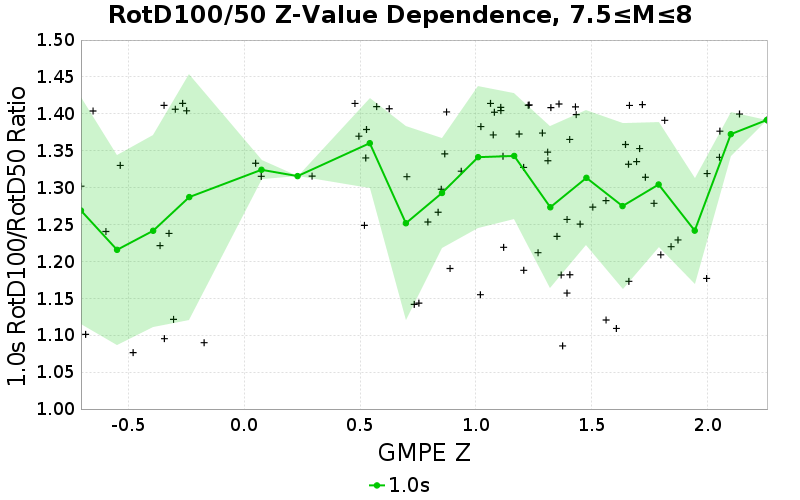 RotD100/50 Z-Value Dependence, 7.5≤M≤8
1.0s RotD100/RotD50 Ratio
1.50
1.45
1.40
1.35
1.30
1.25
1.20
1.15
1.10
1.05
1.00
-0.5 0.0 0.5 1.0 1.5 2.0
GMPE Z
1.0s